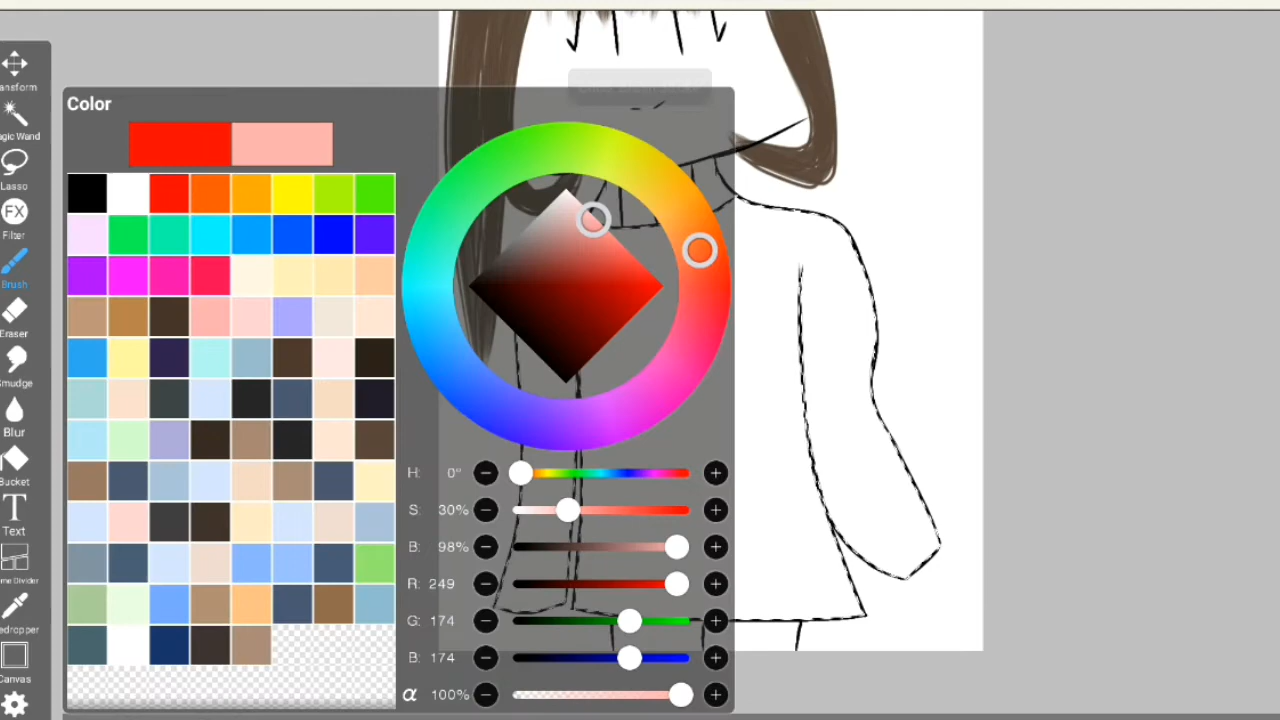 ansform
agic Wand
Lasso
FX
Filter
Brush
Eraser
Smudge
Blur
Bucket
T
Text
me Divider
edropper
Canvas
Color
H: 0°
S: 30%
B: 98%
R: 249
G: 174
B: 174
α 100%